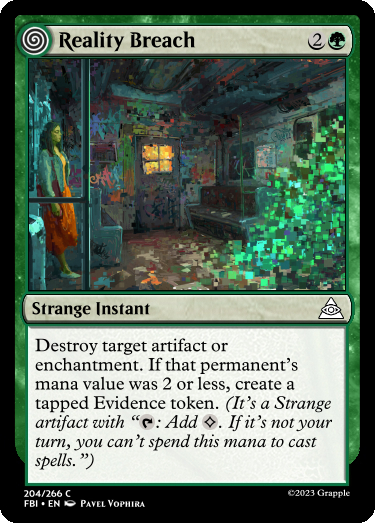 Reality Breach 2
Strange Instant
Destroy target artifact or
enchantment. If that permanent's
mana value was 2 or less, create a
tapped Evidence token. (It's a Strange
artifact with “: Add . If it's not your
turn, you can't spend this mana to cast
spells.”)
204/266 C
FBI • EN Pavel Vophira
©2023 Grapple